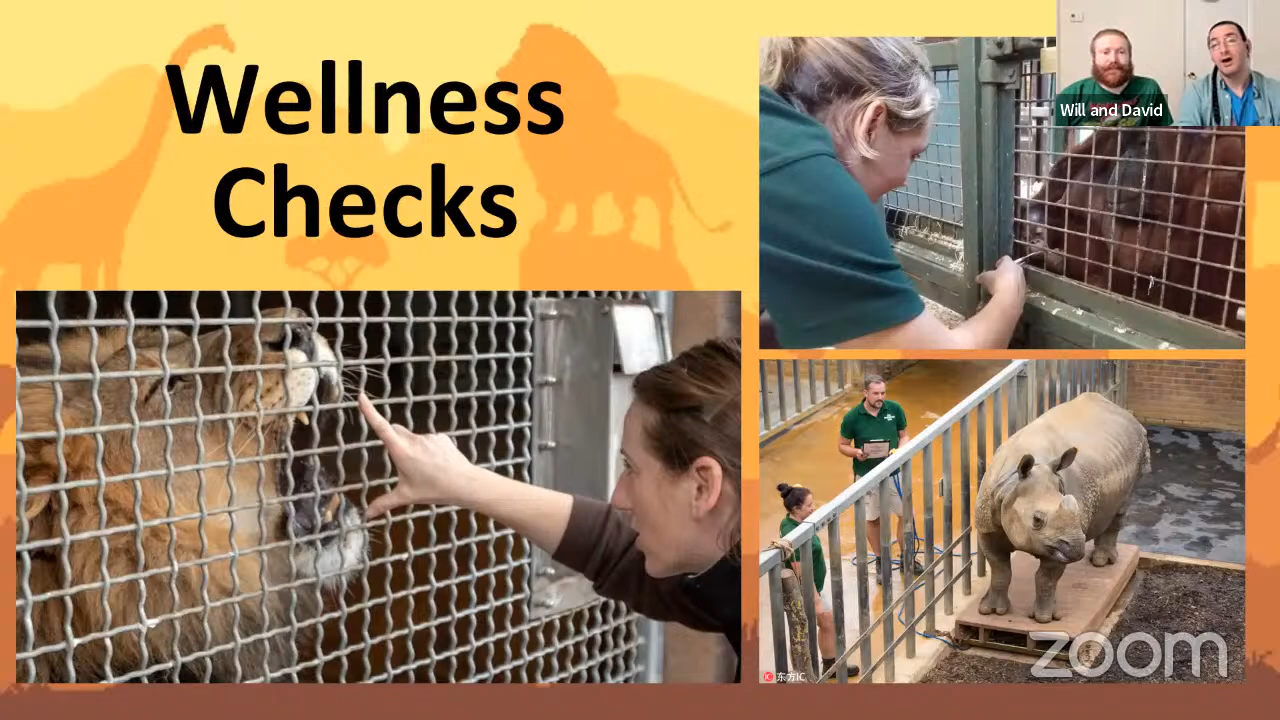 Wellness
Checks
Will and David
东方IC
zoom